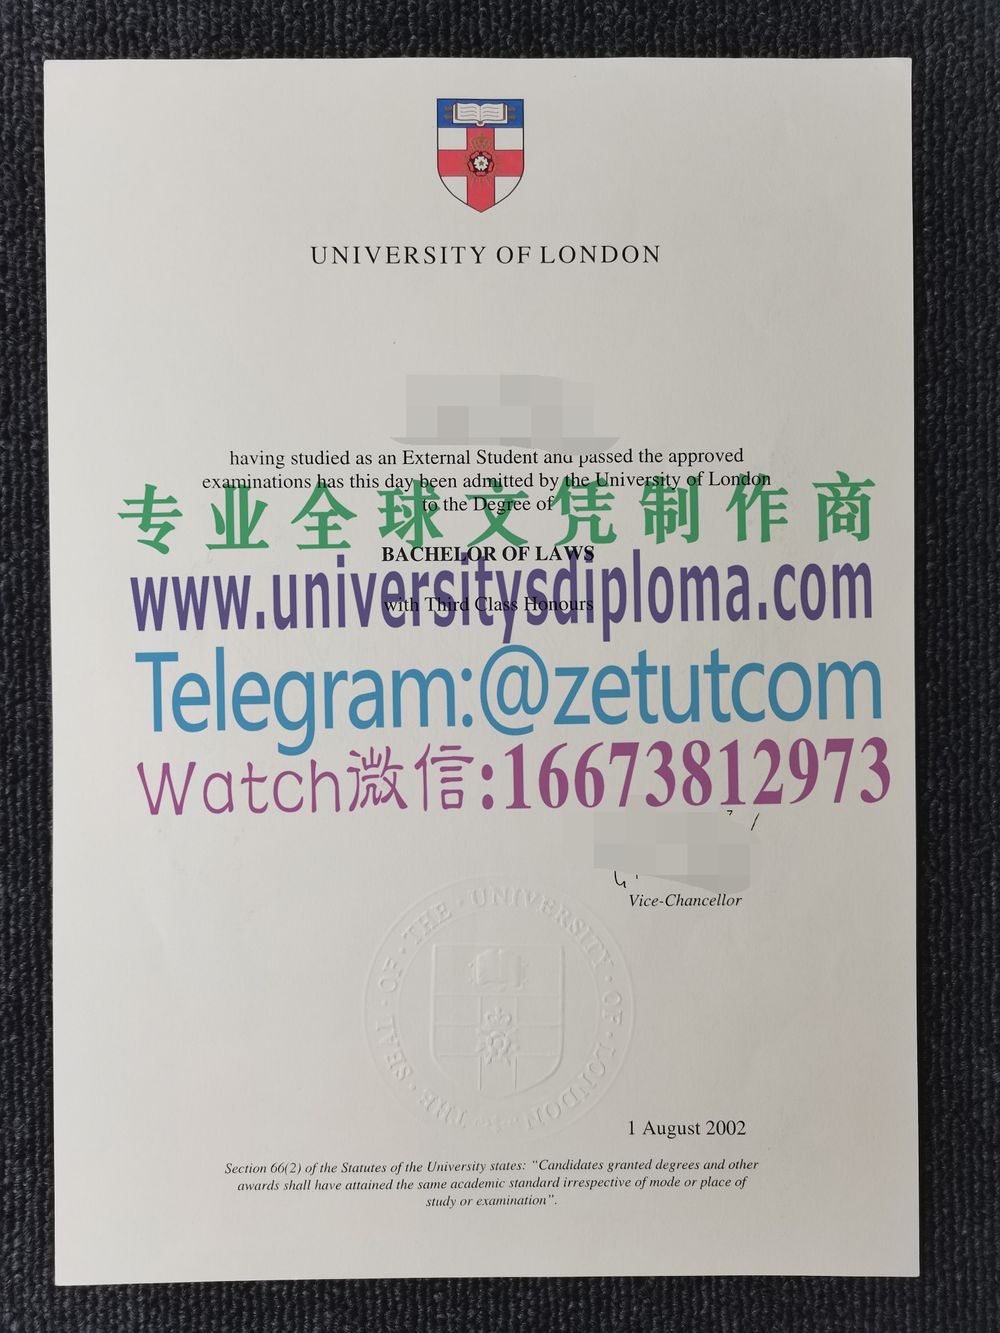 UNIVERSITY OF LONDON
having studied as an External Student and passed the approved
examinations has this day been admitted by the University of London
to the Degree of
专业全球文凭制作商
BACHELOR OF LAWS
www.universitysdiploma.com
with Third Class Honours
Telegram:@zetutcom
Watch微信:16673812973
Vice-Chancellor
THE · SEAL · OF · THE · UNIVERSITY · OF · LONDON
1 August 2002
Section 66(2) of the Statutes of the University states: “Candidates granted degrees and other
awards shall have attained the same academic standard irrespective of mode or place of
study or examination”.